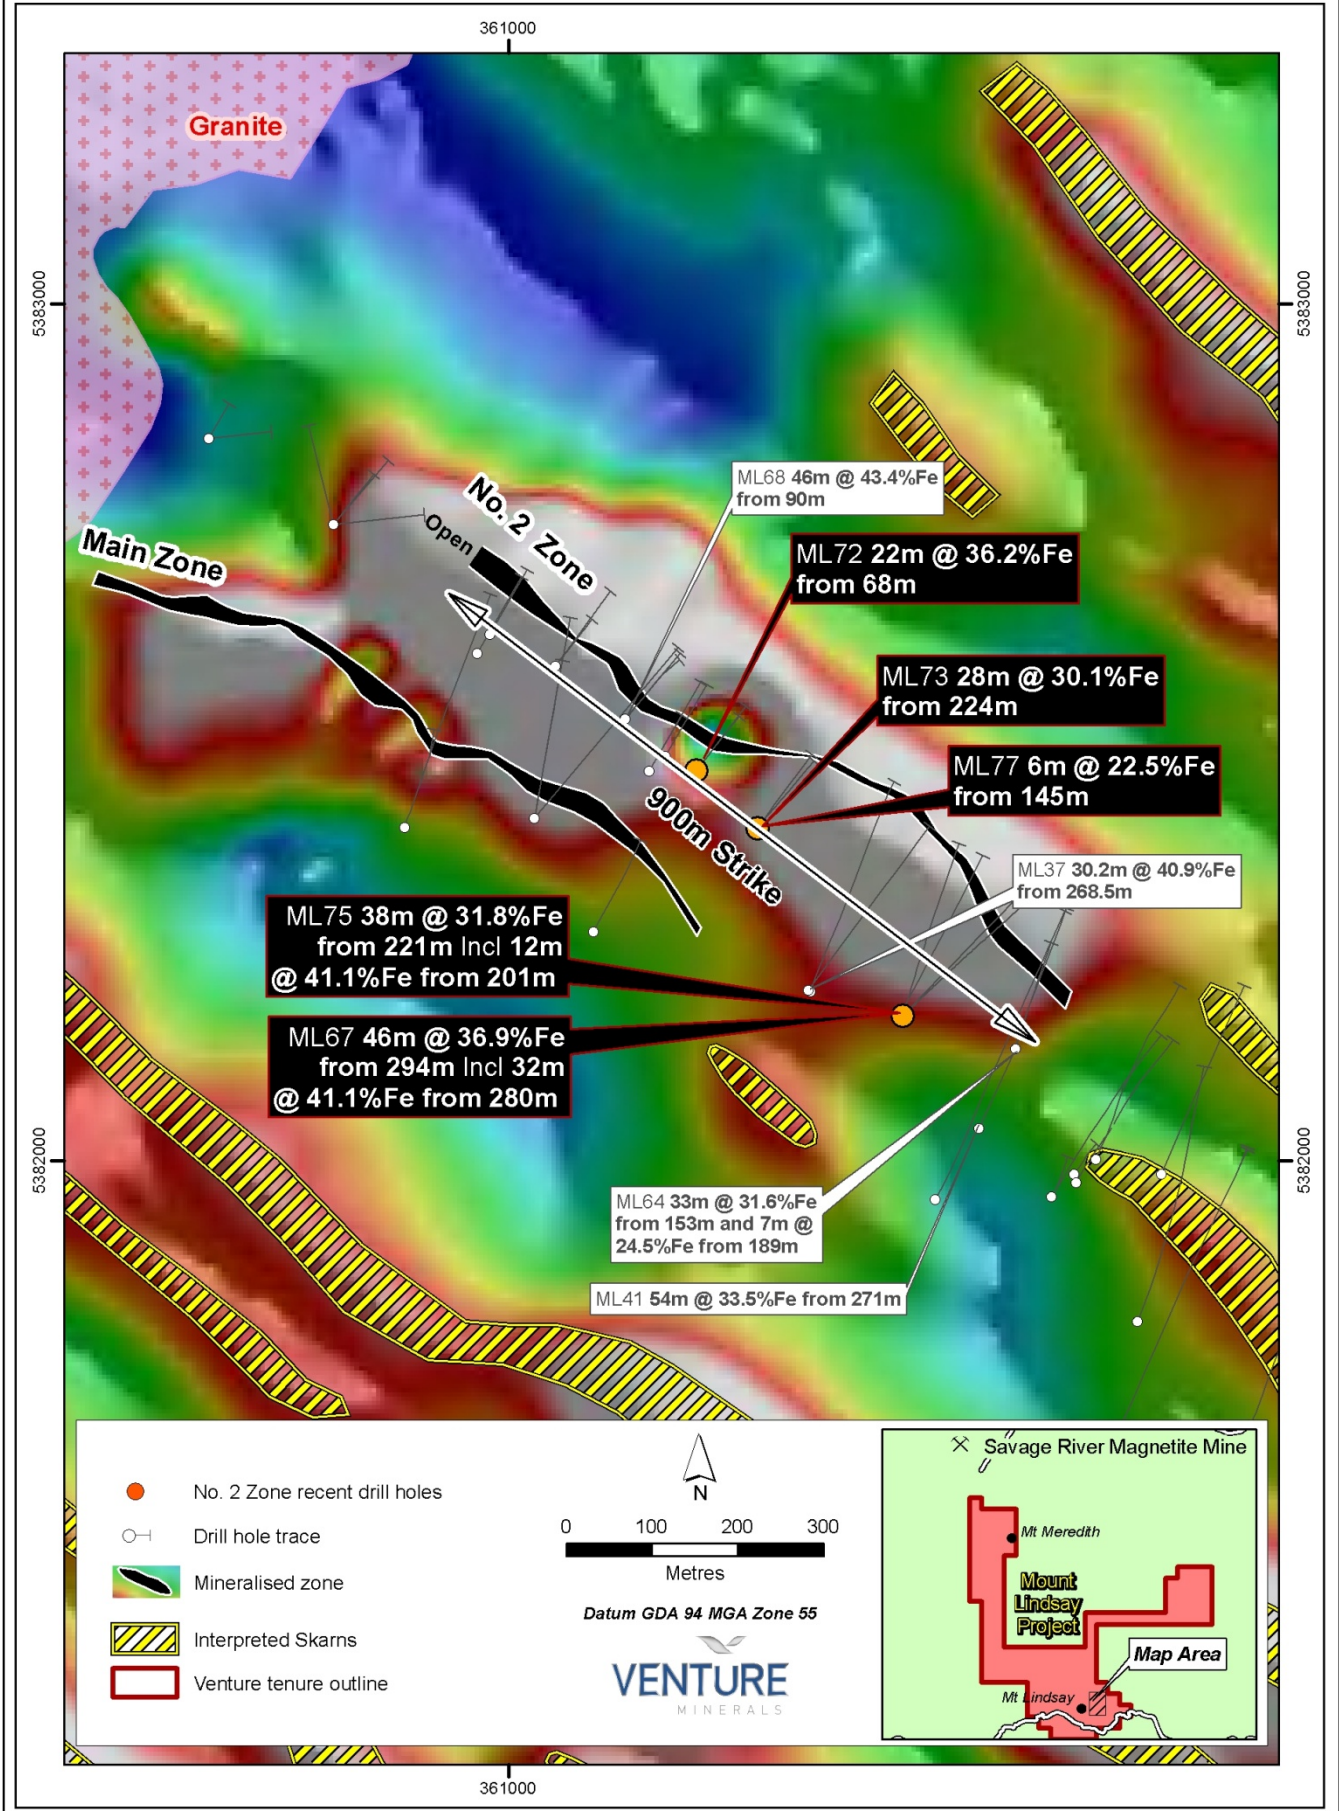 361000
Granite
5383000
5383000
No. 2 Zone
Open
Main Zone
ML68 46m @ 43.4%Fe
from 90m
ML72 22m @ 36.2%Fe
from 68m
ML73 28m @ 30.1%Fe
from 224m
ML77 6m @ 22.5%Fe
from 145m
900m Strike
ML37 30.2m @ 40.9%Fe
from 268.5m
ML75 38m @ 31.8%Fe
from 221m Incl 12m
@ 41.1%Fe from 201m
ML67 46m @ 36.9%Fe
from 294m Incl 32m
@ 41.1%Fe from 280m
5382000
5382000
ML64 33m @ 31.6%Fe
from 153m and 7m @
24.5%Fe from 189m
ML41 54m @ 33.5%Fe from 271m
No. 2 Zone recent drill holes
Drill hole trace
Mineralised zone
Interpreted Skarns
Venture tenure outline
N
0 100 200 300
Metres
Datum GDA 94 MGA Zone 55
VENTURE
MINERALS
Savage River Magnetite Mine
Mt Meredith
Mount
Lindsay
Project
Map Area
Mt Lindsay
361000